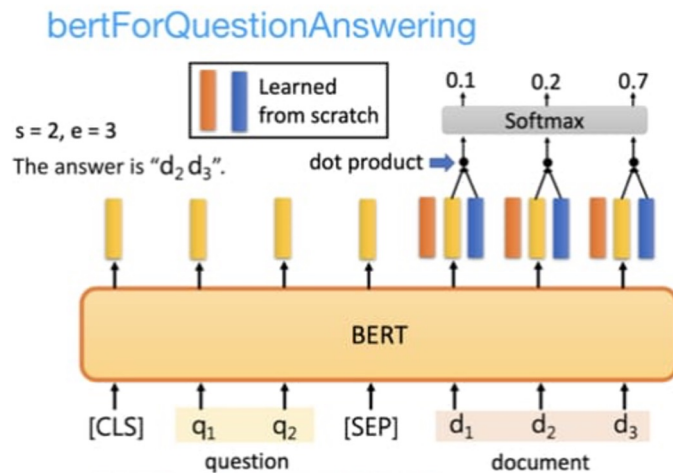 bertForQuestionAnswering
Learned
from scratch
0.1 0.2 0.7
Softmax
s = 2, e = 3
The answer is “d₂ d₃”.
dot product
BERT
[CLS] q₁ q₂ [SEP] d₁ d₂ d₃
question document